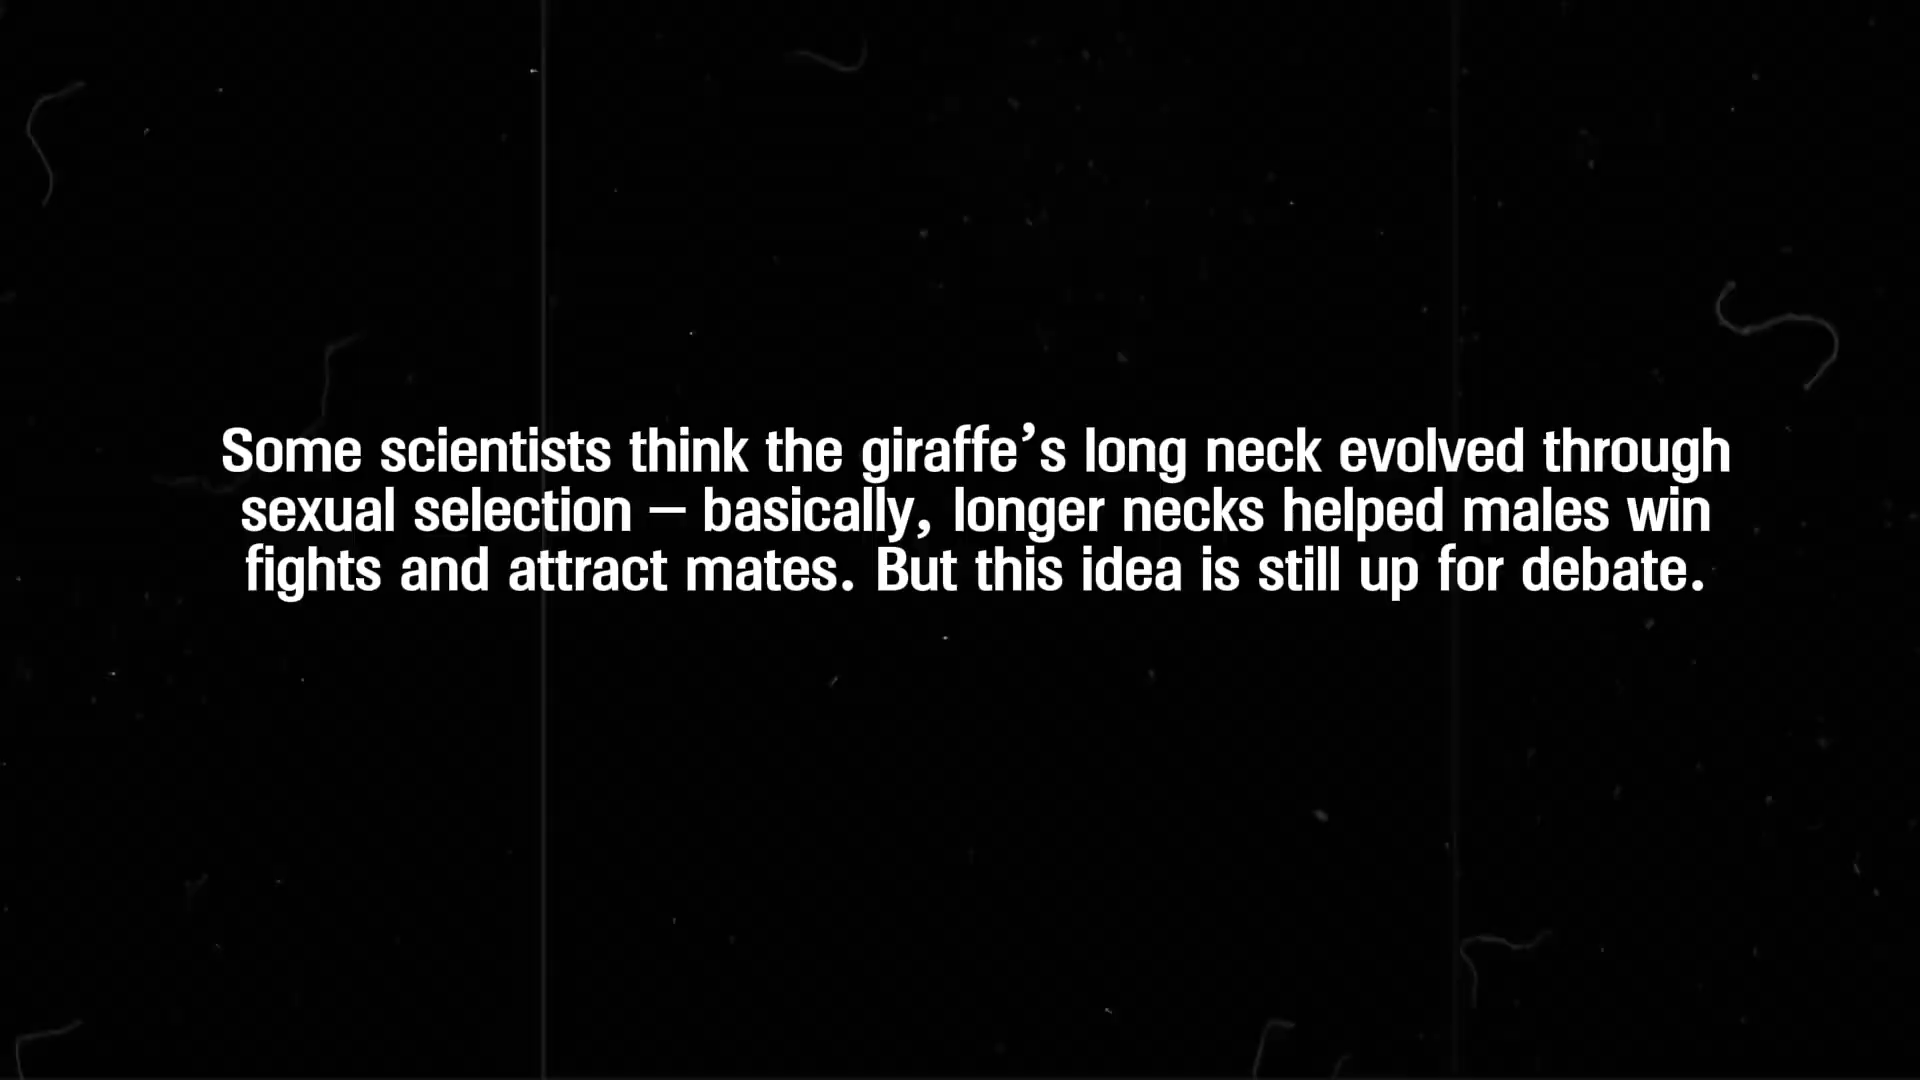 Some scientists think the giraffe’s long neck evolved through
sexual selection – basically, longer necks helped males win
fights and attract mates. But this idea is still up for debate.